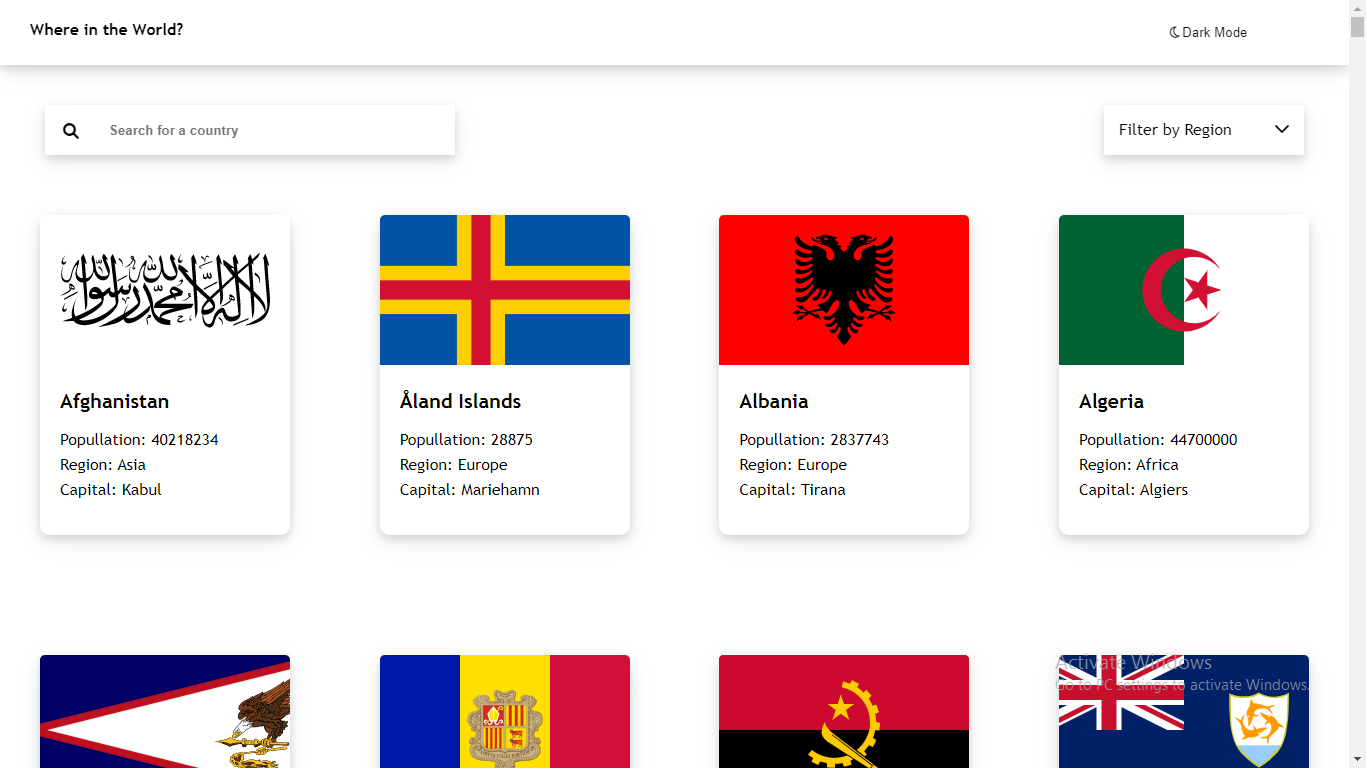 Where in the World?
Dark Mode
Search for a country
Filter by Region
لا إله إلا الله محمد رسول الله
Afghanistan
Popullation: 40218234
Region: Asia
Capital: Kabul
Åland Islands
Popullation: 28875
Region: Europe
Capital: Mariehamn
Albania
Popullation: 2837743
Region: Europe
Capital: Tirana
Algeria
Popullation: 44700000
Region: Africa
Capital: Algiers
Activate Windows
Go to PC settings to activate Windows.